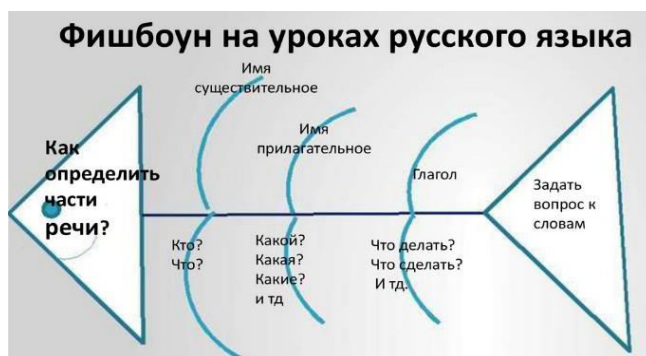 Фишбоун на уроках русского языка
Имя
существительное
Имя
прилагательное
Глагол
Как
определить
части
речи?
Задать
вопрос к
словам
Кто?
Что?
Какой?
Какая?
Какие?
и тд
Что делать?
Что сделать?
И тд.